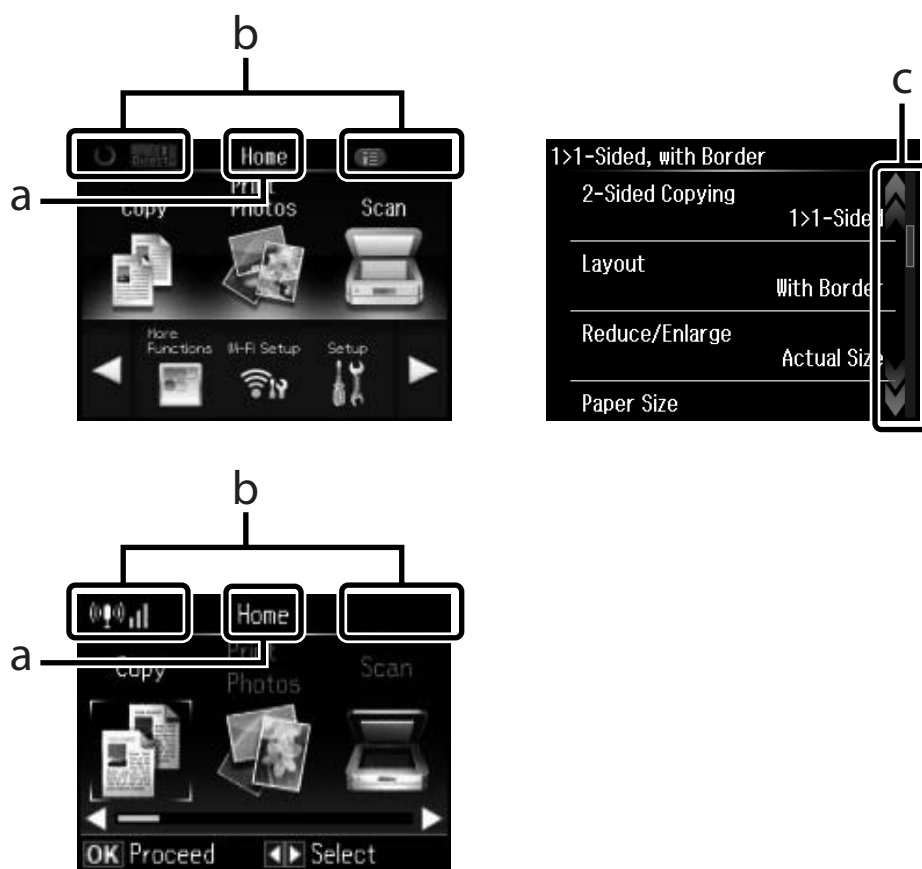 b
Home
a
Copy
Print
Photos
Scan
More
Functions
Wi-Fi Setup
Setup
c
1>1-Sided, with Border
2-Sided Copying
1>1-Sided
Layout
With Border
Reduce/Enlarge
Actual Size
Paper Size
b
Home
a
Copy
Print
Photos
Scan
OK Proceed
Select